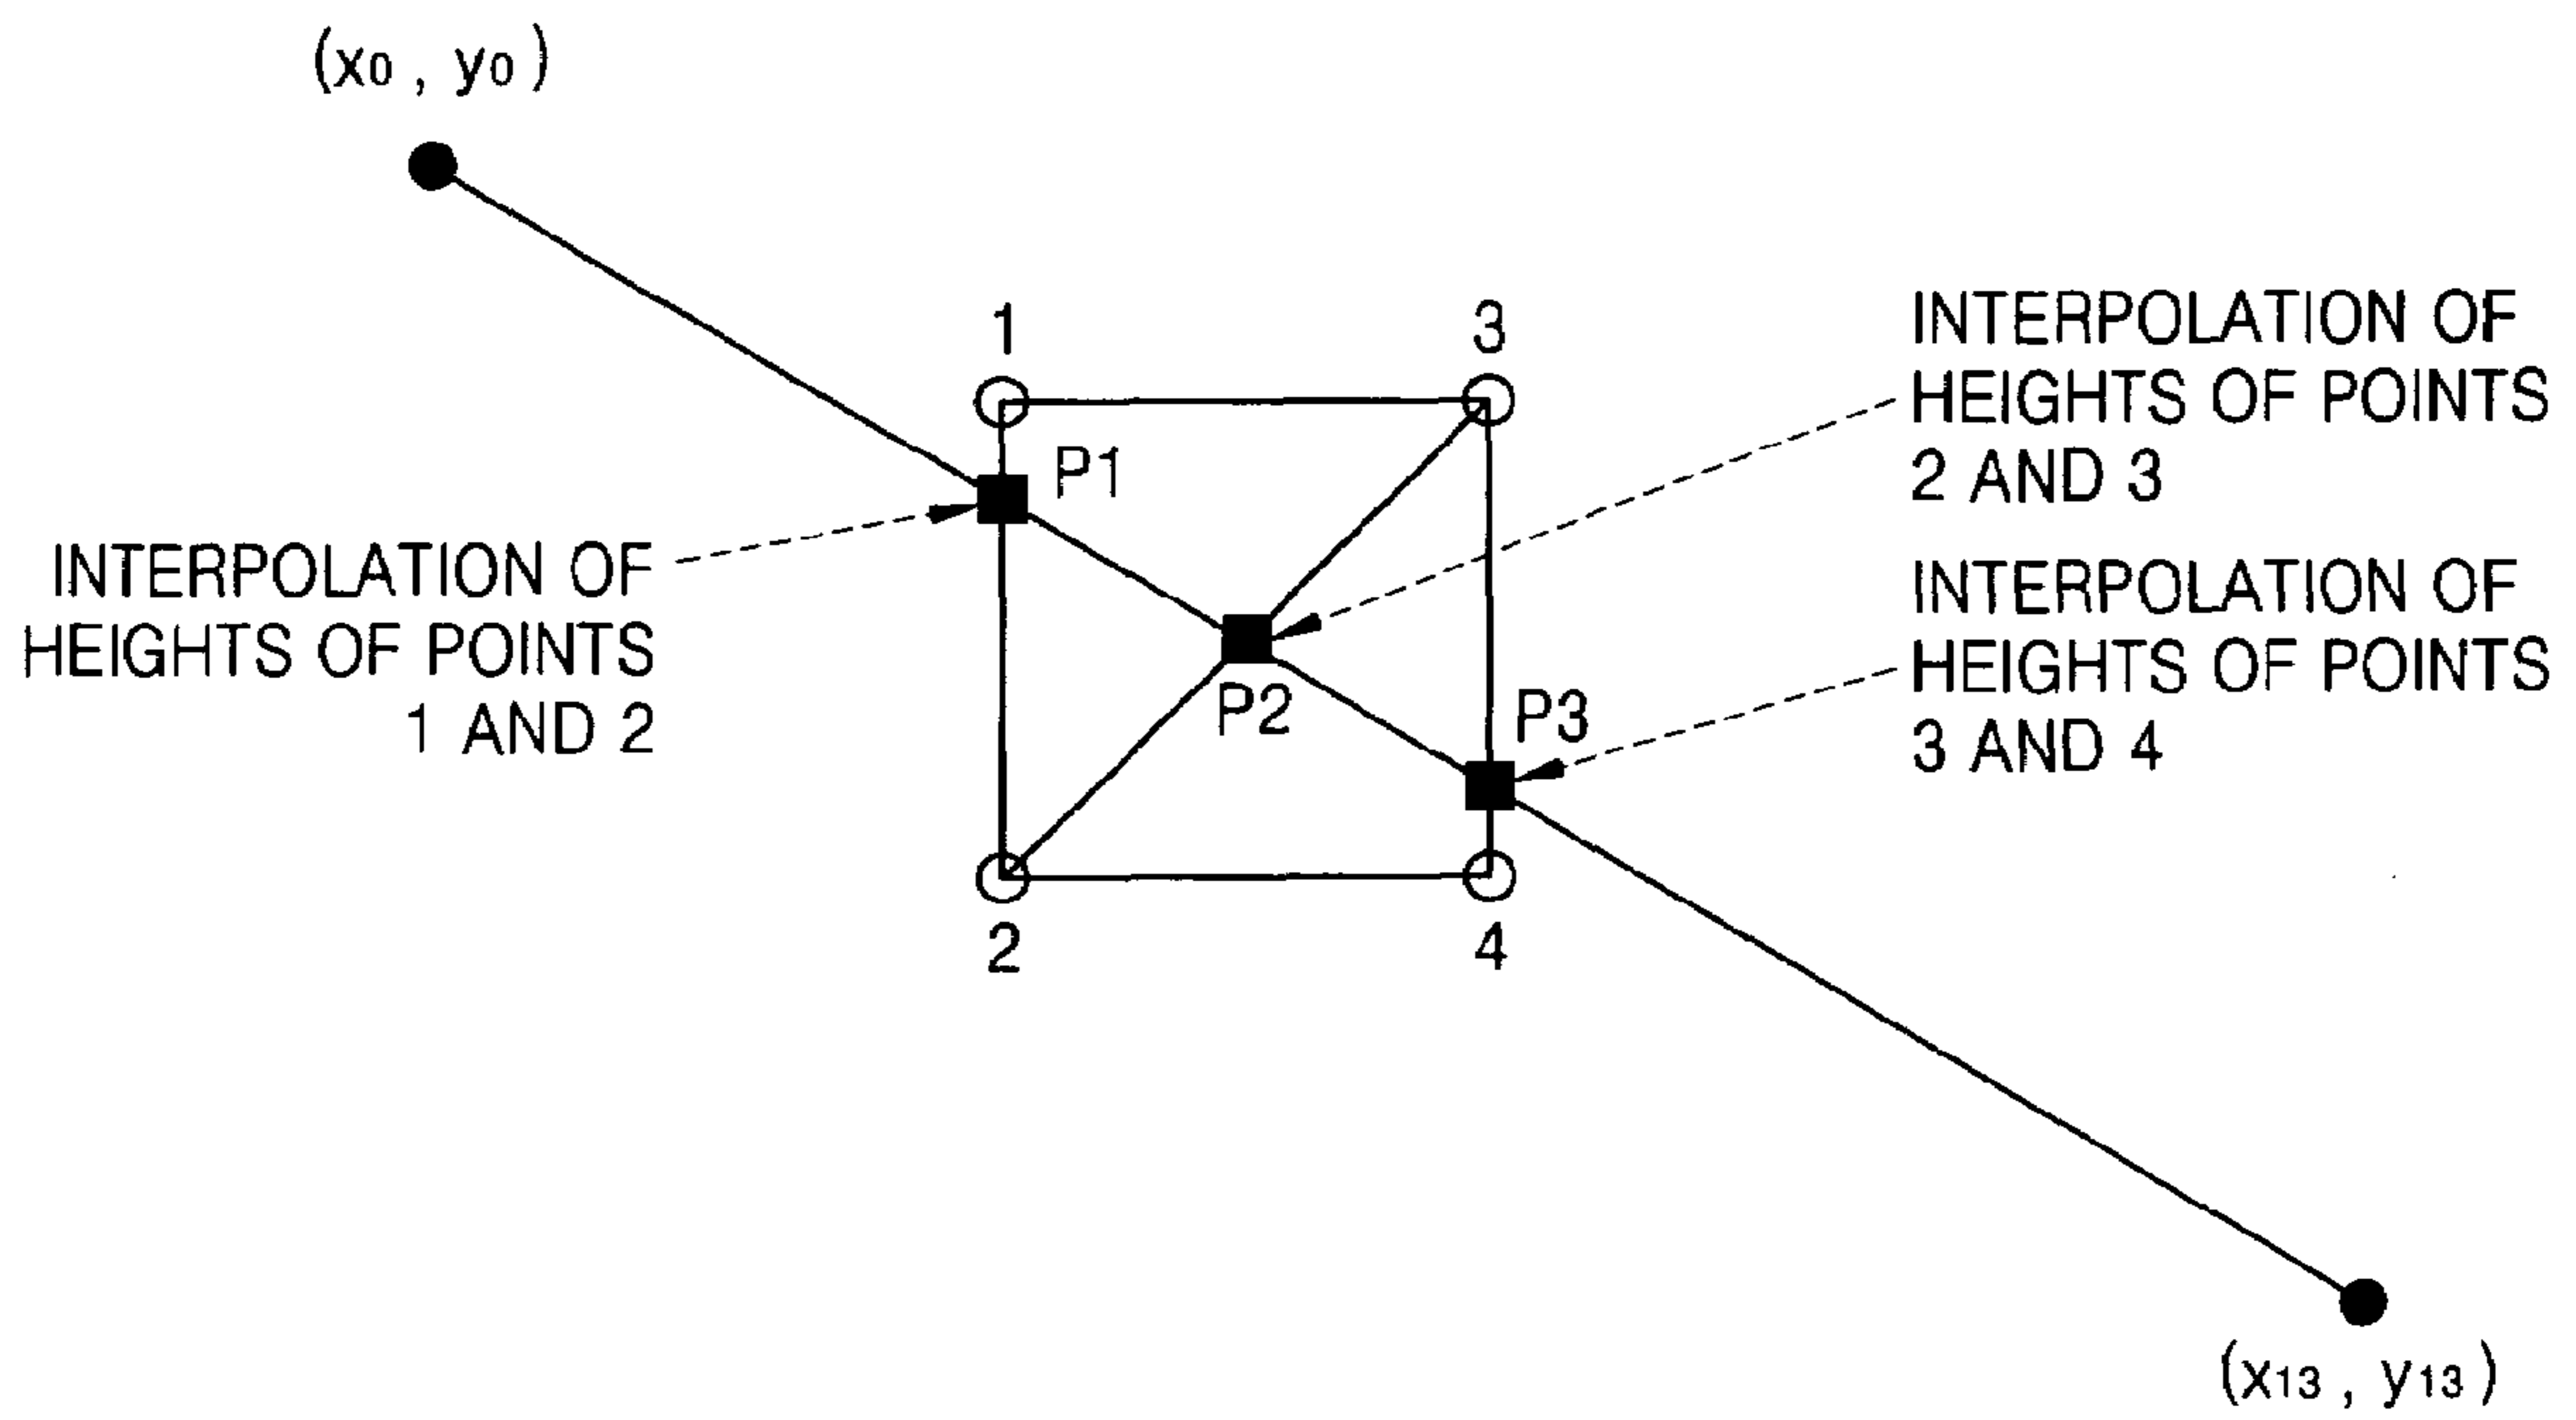 (x0 , y0 )
1
3
INTERPOLATION OF
HEIGHTS OF POINTS
2 AND 3
P1
INTERPOLATION OF
HEIGHTS OF POINTS
1 AND 2
INTERPOLATION OF
HEIGHTS OF POINTS
3 AND 4
P2
P3
2
4
(x13 , y13 )